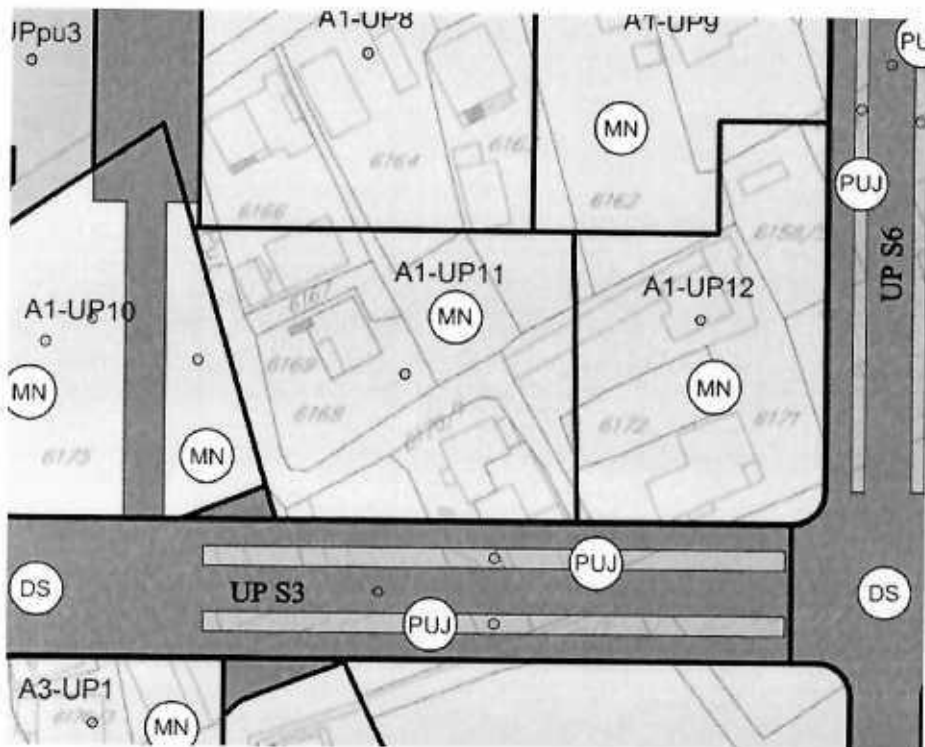 A1-UP8
A1-UP9
UPpu3
PU
MN
6164
PUJ
6166
6162
UP S6
A1-UP11
A1-UP12
6167
A1-UP10
MN
6169
MN
MN
6168
6172
6171
6175
MN
DS
PUJ
DS
UP S3
PUJ
A3-UP1
MN